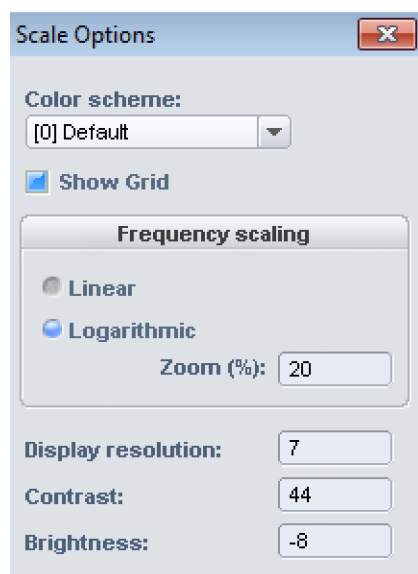 Scale Options
Color scheme:
[0] Default
Show Grid
Frequency scaling
Linear
Logarithmic
Zoom (%): 20
Display resolution: 7
Contrast: 44
Brightness: -8